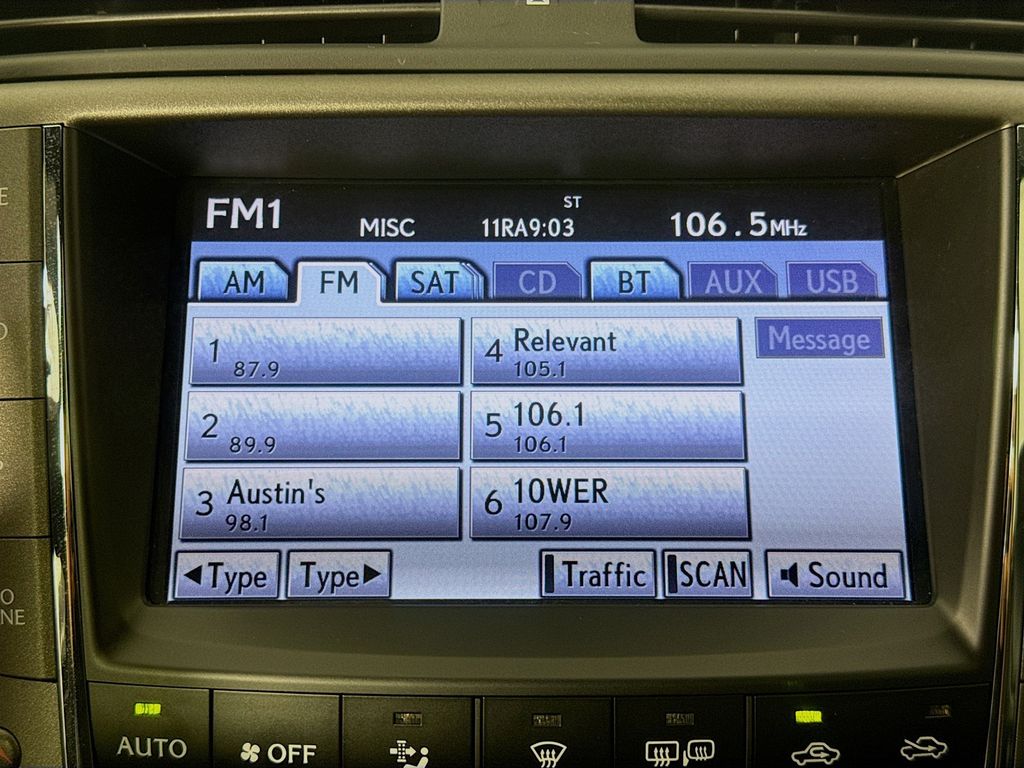 FM1 MISC 11RA9:03 ST 106.5MHz
AM FM SAT CD BT AUX USB
1 87.9
2 89.9
3 Austin's
98.1
4 Relevant
105.1
5 106.1
106.1
6 10WER
107.9
Message
◄Type Type► Traffic SCAN Sound
AUTO OFF